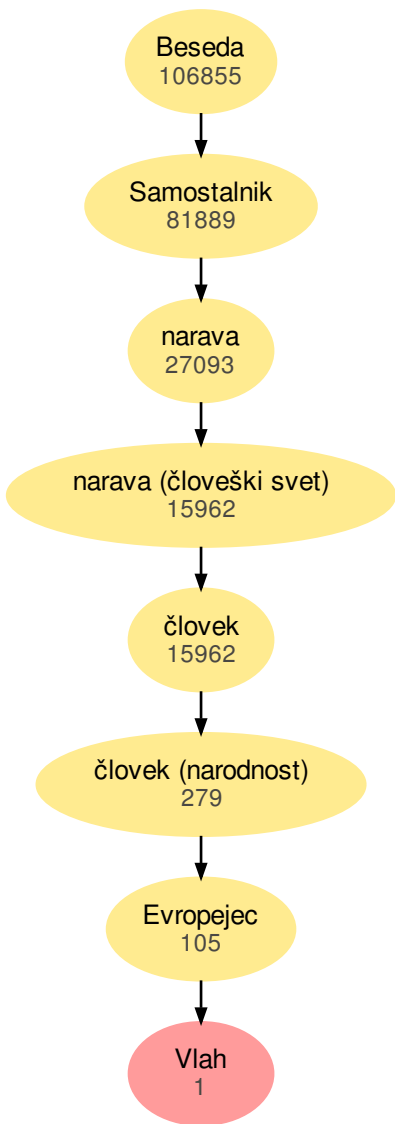 Beseda
106855
Samostalnik
81889
narava
27093
narava (človeški svet)
15962
človek
15962
človek (narodnost)
279
Evropejec
105
Vlah
1